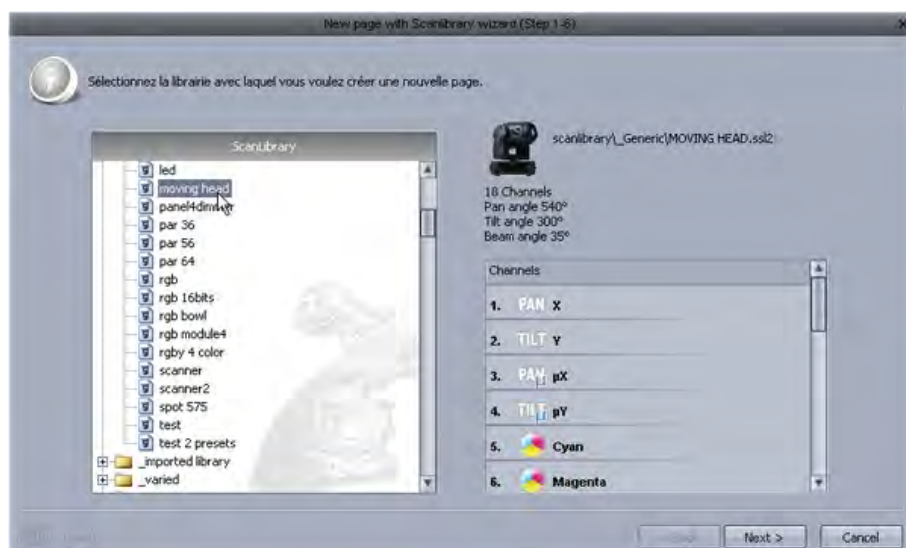 New page with Scanlibrary wizard (Step 1-6)
Sélectionnez la librairie avec laquel vous voulez créer une nouvelle page.
ScanLibrary
led
moving head
par 36
par 56
par 64
rgb
rgb 16bits
rgb bowl
rgb module4
rgby 4 color
scanner
scanner2
spot 575
test
test 2 presets
_imported library
_varied
scanlibrary\_Generic\MOVING HEAD.ssl2
18 Channels
Pan angle 540°
Tilt angle 300°
Beam angle 35°
Channels
1. PAN X
2. TILT Y
3. PAN µX
4. TILT µY
5. Cyan
6. Magenta
Next >
Cancel